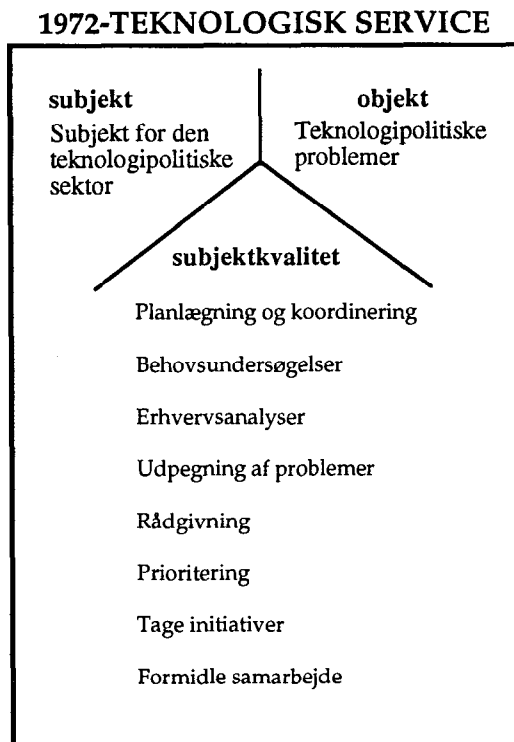 1972-TEKNOLOGISK SERVICE
subjekt
Subjekt for den
teknologipolitiske
sektor
objekt
Teknologipolitiske
problemer
subjektkvalitet
Planlægning og koordinering
Behovsundersøgelser
Erhvervsanalyser
Udpegning af problemer
Rådgivning
Prioritering
Tage initiativer
Formidle samarbejde